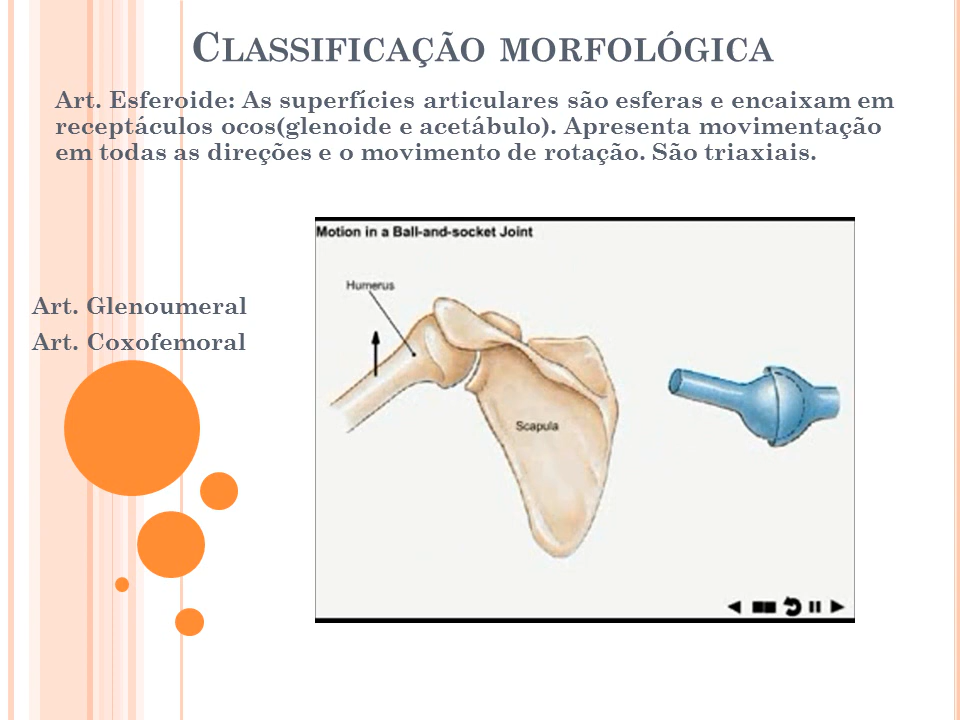 CLASSIFICAÇÃO MORFOLÓGICA
Art. Esferoide: As superfícies articulares são esferas e encaixam em
receptáculos ocos(glenoide e acetábulo). Apresenta movimentação
em todas as direções e o movimento de rotação. São triaxiais.
Art. Glenoumeral
Art. Coxofemoral
Motion in a Ball-and-socket Joint
Humerus
Scapula